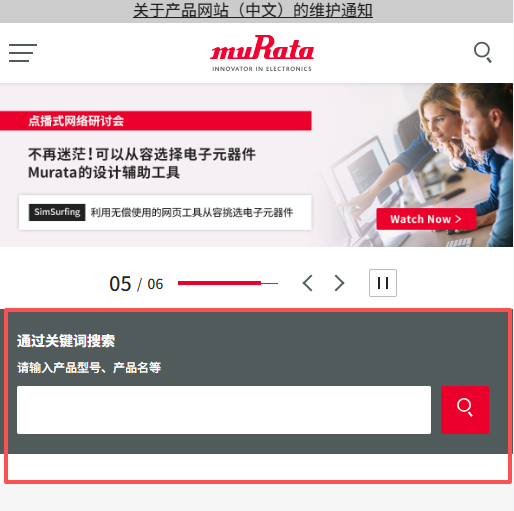 关于产品网站（中文）的维护通知
muRata
INNOVATOR IN ELECTRONICS
点播式网络研讨会
不再迷茫！可以从容选择电子元器件
Murata的设计辅助工具
SimSurfing 利用无偿使用的网页工具从容挑选电子元器件
Watch Now >
05 / 06
通过关键词搜索
请输入产品型号、产品名等